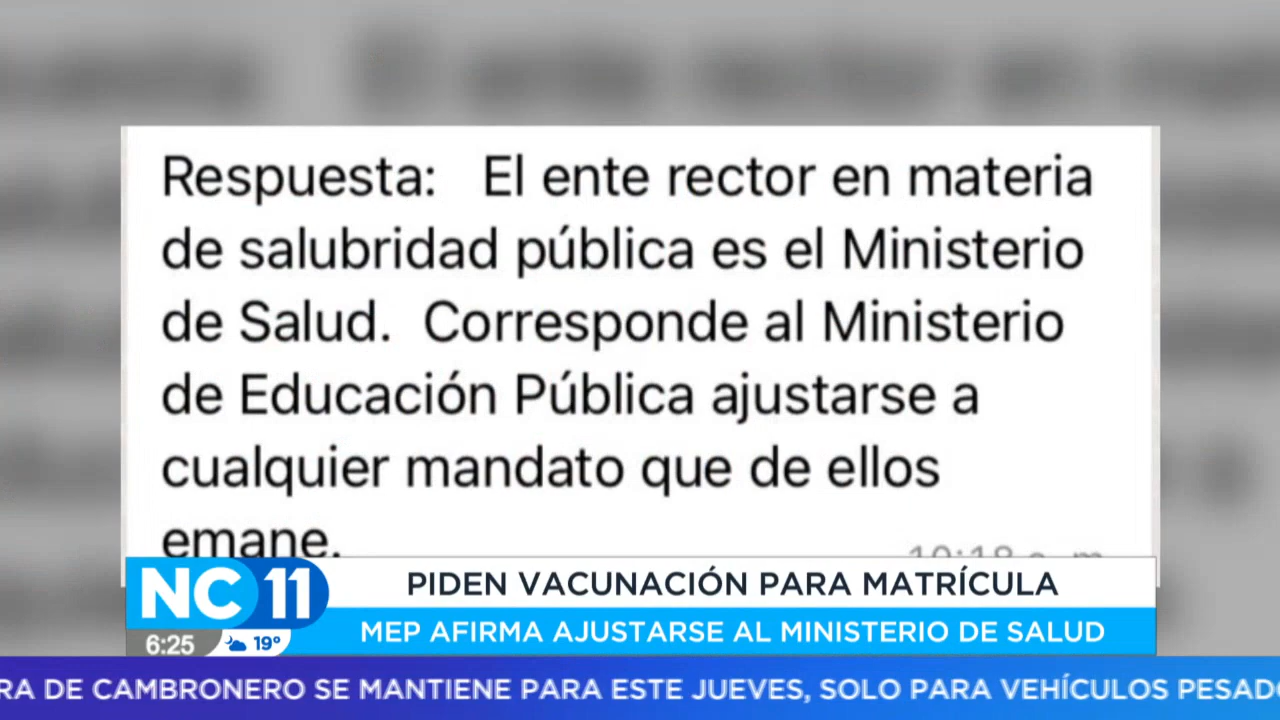 Respuesta: El ente rector en materia
de salubridad pública es el Ministerio
de Salud. Corresponde al Ministerio
de Educación Pública ajustarse a
cualquier mandato que de ellos
emane.
NC 11
PIDEN VACUNACIÓN PARA MATRÍCULA
MEP AFIRMA AJUSTARSE AL MINISTERIO DE SALUD
6:25 19°
RA DE CAMBRONERO SE MANTIENE PARA ESTE JUEVES, SOLO PARA VEHÍCULOS PESADO